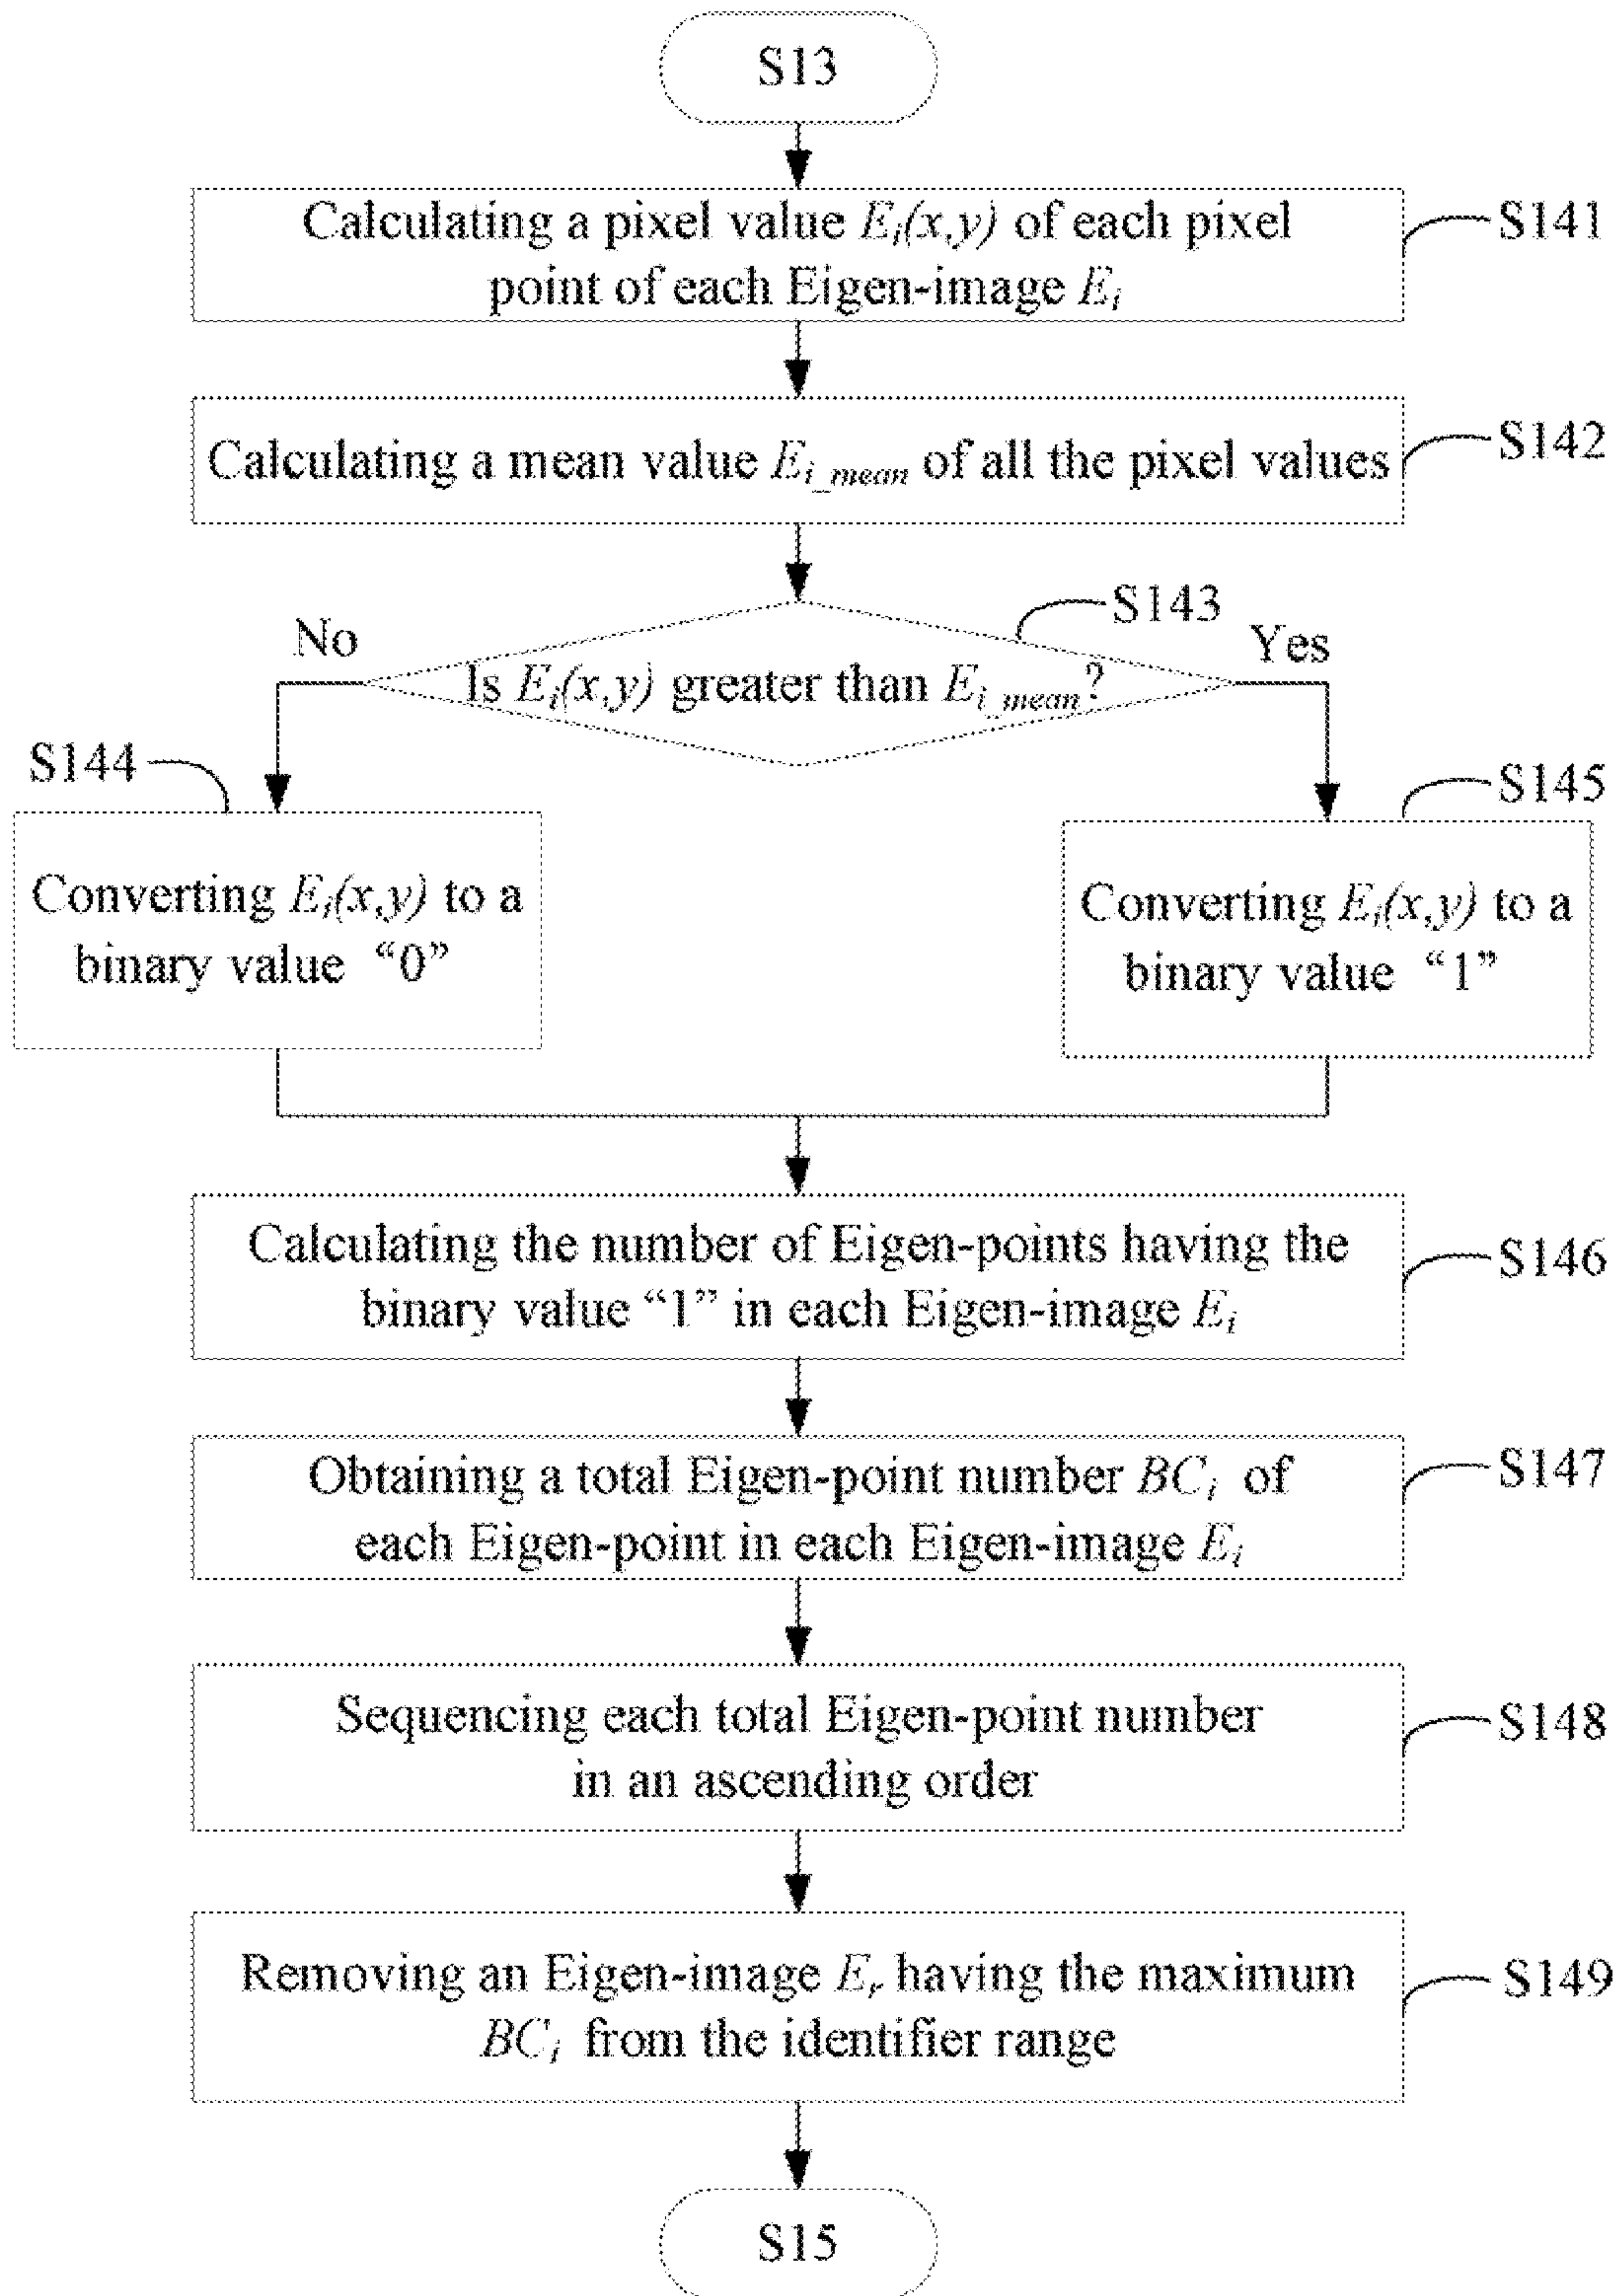 S13
Calculating a pixel value Ei(x,y) of each pixel
point of each Eigen-image Ei
S141
Calculating a mean value Ei_mean of all the pixel values
S142
S143
No
Yes
Is Ei(x,y) greater than Ei_mean?
S144
S145
Converting Ei(x,y) to a
binary value “0”
Converting Ei(x,y) to a
binary value “1”
Calculating the number of Eigen-points having the
binary value “1” in each Eigen-image Ei
S146
Obtaining a total Eigen-point number BCi of
each Eigen-point in each Eigen-image Ei
S147
Sequencing each total Eigen-point number
in an ascending order
S148
Removing an Eigen-image Er having the maximum
BCi from the identifier range
S149
S15